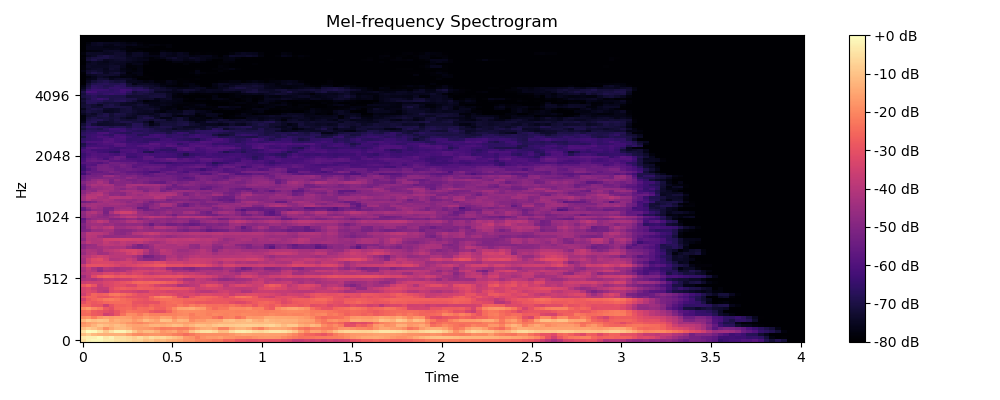 Mel-frequency Spectrogram
Hz
4096
2048
1024
512
0
0 0.5 1 1.5 2 2.5 3 3.5 4
Time
+0 dB
-10 dB
-20 dB
-30 dB
-40 dB
-50 dB
-60 dB
-70 dB
-80 dB